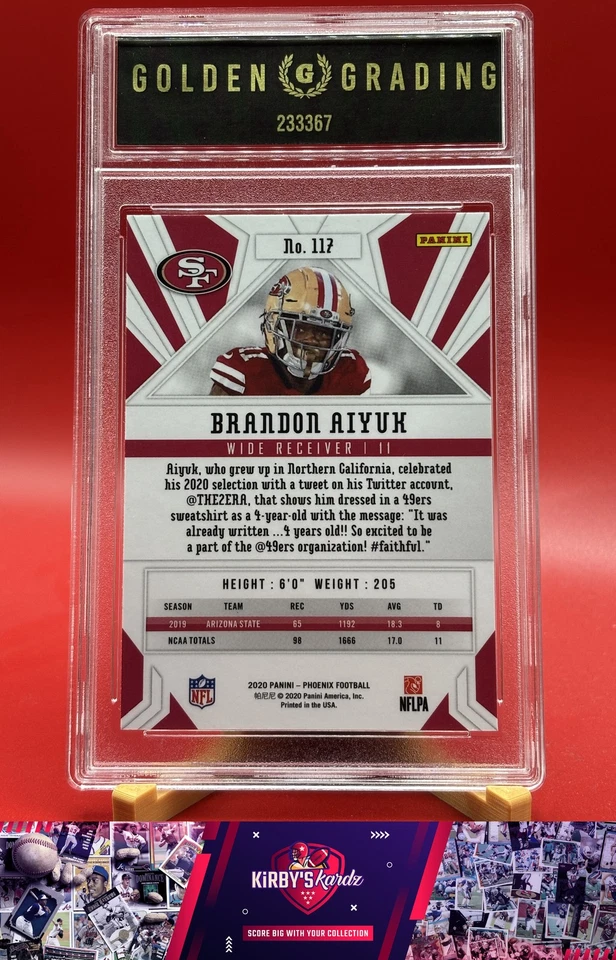 GOLDEN G GRADING
233367
SF
No. 117
PANINI
BRANDON AIYUK
WIDE RECEIVER | 11
Aiyuk, who grew up in Northern California, celebrated
his 2020 selection with a tweet on his Twitter account,
@THE2ERA, that shows him dressed in a 49ers
sweatshirt as a 4-year-old with the message: "It was
already written ...4 years old!! So excited to be
a part of the @49ers organization! #faithful."
HEIGHT : 6'0" WEIGHT : 205
SEASON TEAM REC YDS AVG TD
2019 ARIZONA STATE 65 1192 18.3 8
NCAA TOTALS 98 1666 17.0 11
NFL
2020 PANINI – PHOENIX FOOTBALL
帕尼尼 © 2020 Panini America, Inc.
Printed in the USA.
NFLPA
KiRBY'S kardz
SCORE BIG WITH YOUR COLLECTION